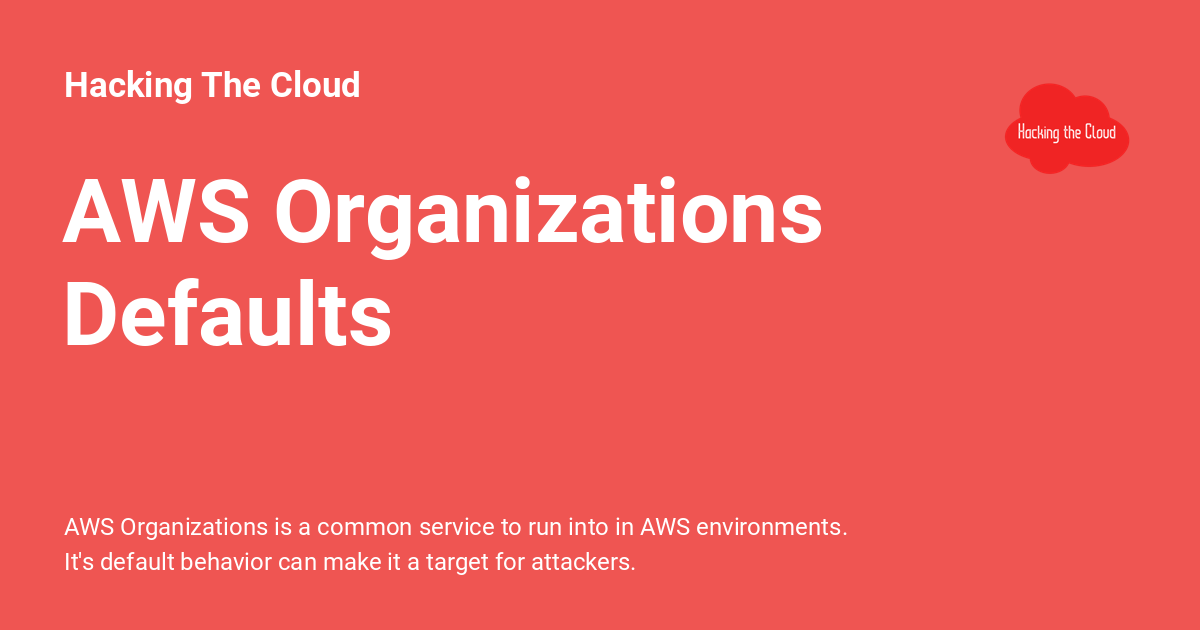 Hacking The Cloud
Hacking the Cloud
AWS Organizations
Defaults
AWS Organizations is a common service to run into in AWS environments.
It's default behavior can make it a target for attackers.